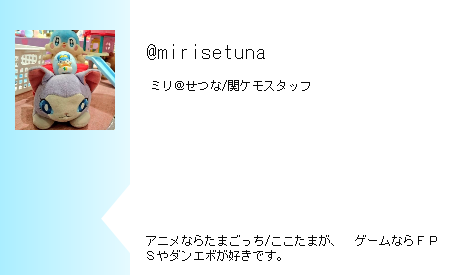 @mirisetuna
ミリ@せつな/関ケモスタッフ
アニメならたまごっち/ここたまが、　ゲームならＦＰ
Ｓやダンエボが好きです。